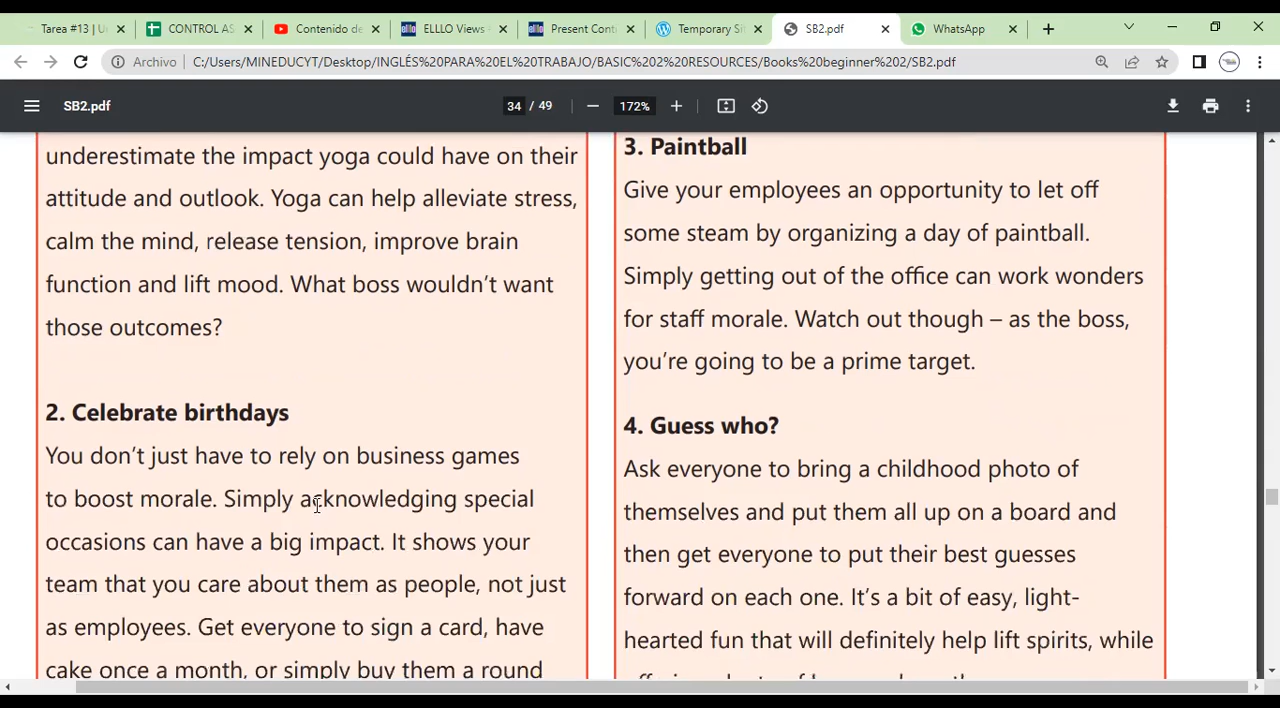 Tarea #13 | U
CONTROL AS
Contenido de
ELLLO Views -
Present Cont
Temporary Si
SB2.pdf
WhatsApp
Archivo
C:/Users/MINEDUCYT/Desktop/INGLÉS%20PARA%20EL%20TRABAJO/BASIC%202%20RESOURCES/Books%20beginner%202/SB2.pdf
SB2.pdf
34 / 49
172%
underestimate the impact yoga could have on their
attitude and outlook. Yoga can help alleviate stress,
calm the mind, release tension, improve brain
function and lift mood. What boss wouldn't want
those outcomes?
2. Celebrate birthdays
You don't just have to rely on business games
to boost morale. Simply acknowledging special
occasions can have a big impact. It shows your
team that you care about them as people, not just
as employees. Get everyone to sign a card, have
cake once a month, or simply buy them a round
3. Paintball
Give your employees an opportunity to let off
some steam by organizing a day of paintball.
Simply getting out of the office can work wonders
for staff morale. Watch out though – as the boss,
you're going to be a prime target.
4. Guess who?
Ask everyone to bring a childhood photo of
themselves and put them all up on a board and
then get everyone to put their best guesses
forward on each one. It's a bit of easy, light-
hearted fun that will definitely help lift spirits, while